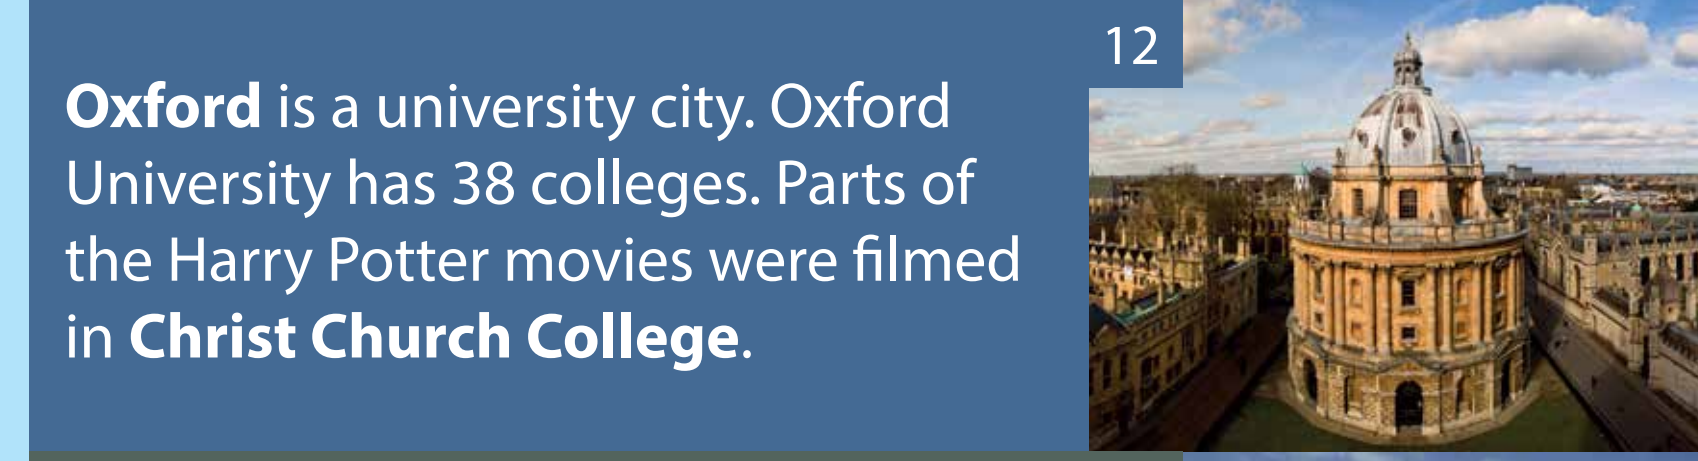 12
Oxford is a university city. Oxford
University has 38 colleges. Parts of
the Harry Potter movies were filmed
in Christ Church College.